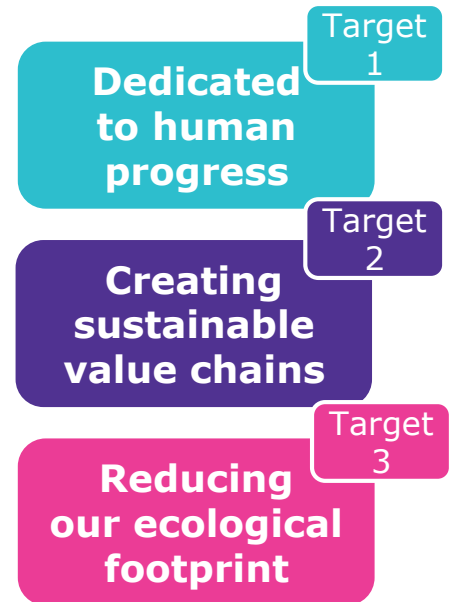 Target
1
Dedicated
to human
progress
Target
2
Creating
sustainable
value chains
Target
3
Reducing
our ecological
footprint